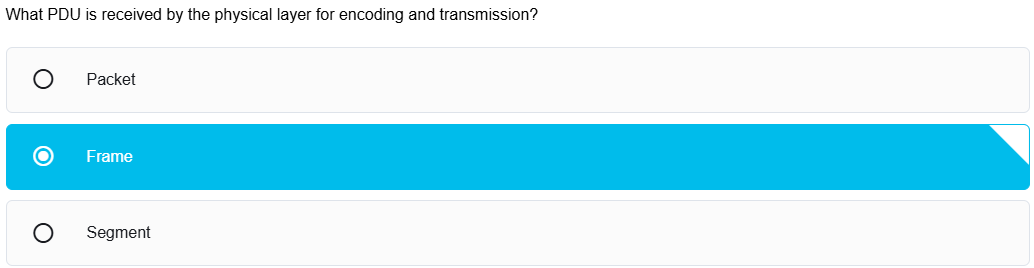 What PDU is received by the physical layer for encoding and transmission?
Packet
Frame
Segment